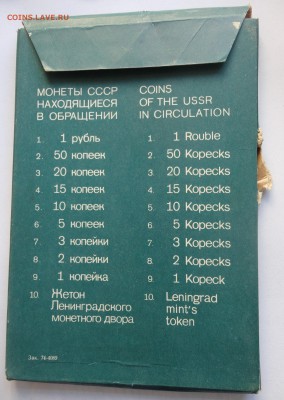 COINS.LAVE.RU
МОНЕТЫ СССР
НАХОДЯЩИЕСЯ
В ОБРАЩЕНИИ
1. 1 рубль
2. 50 копеек
3. 20 копеек
4. 15 копеек
5. 10 копеек
6. 5 копеек
7. 3 копейки
8. 2 копейки
9. 1 копейка
10. Жетон
Ленинградского
монетного двора
COINS
OF THE USSR
IN CIRCULATION
1. 1 Rouble
2. 50 Kopecks
3. 20 Kopecks
4. 15 Kopecks
5. 10 Kopecks
6. 5 Kopecks
7. 3 Kopecks
8. 2 Kopecks
9. 1 Kopeck
10. Leningrad
mint's
token